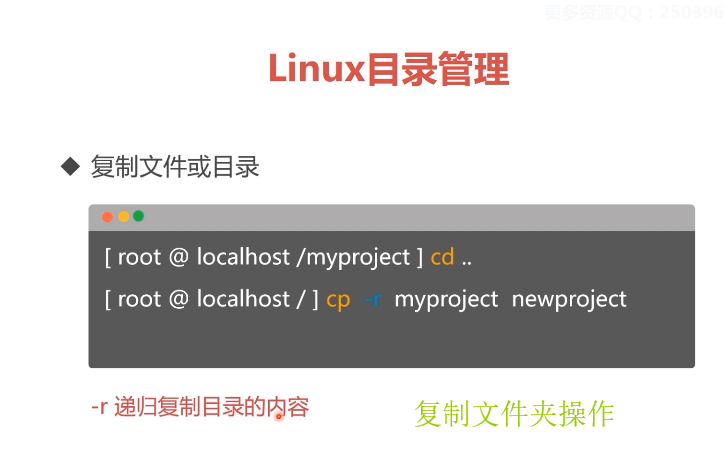 更多资源QQ：250396
Linux目录管理
◆ 复制文件或目录
[ root @ localhost /myproject ] cd ..
[ root @ localhost / ] cp -r myproject newproject
-r 递归复制目录的内容
复制文件夹操作